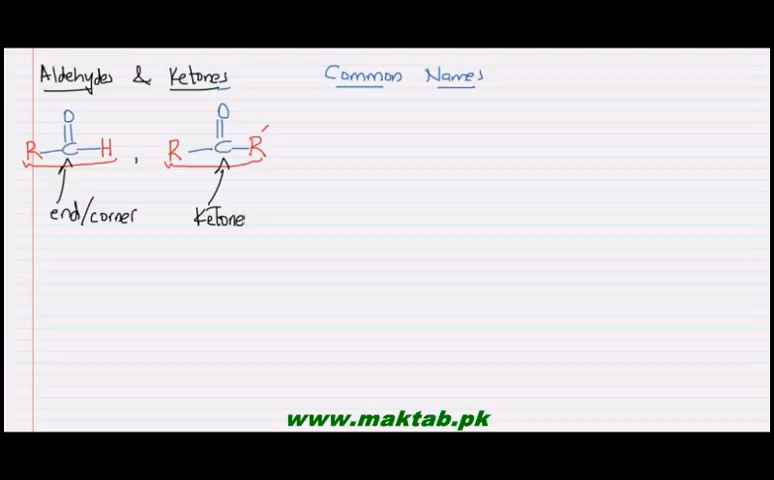 Aldehydes & Ketones Common Names
O O
R—C—H , R—C—R′
end/corner Ketone
www.maktab.pk